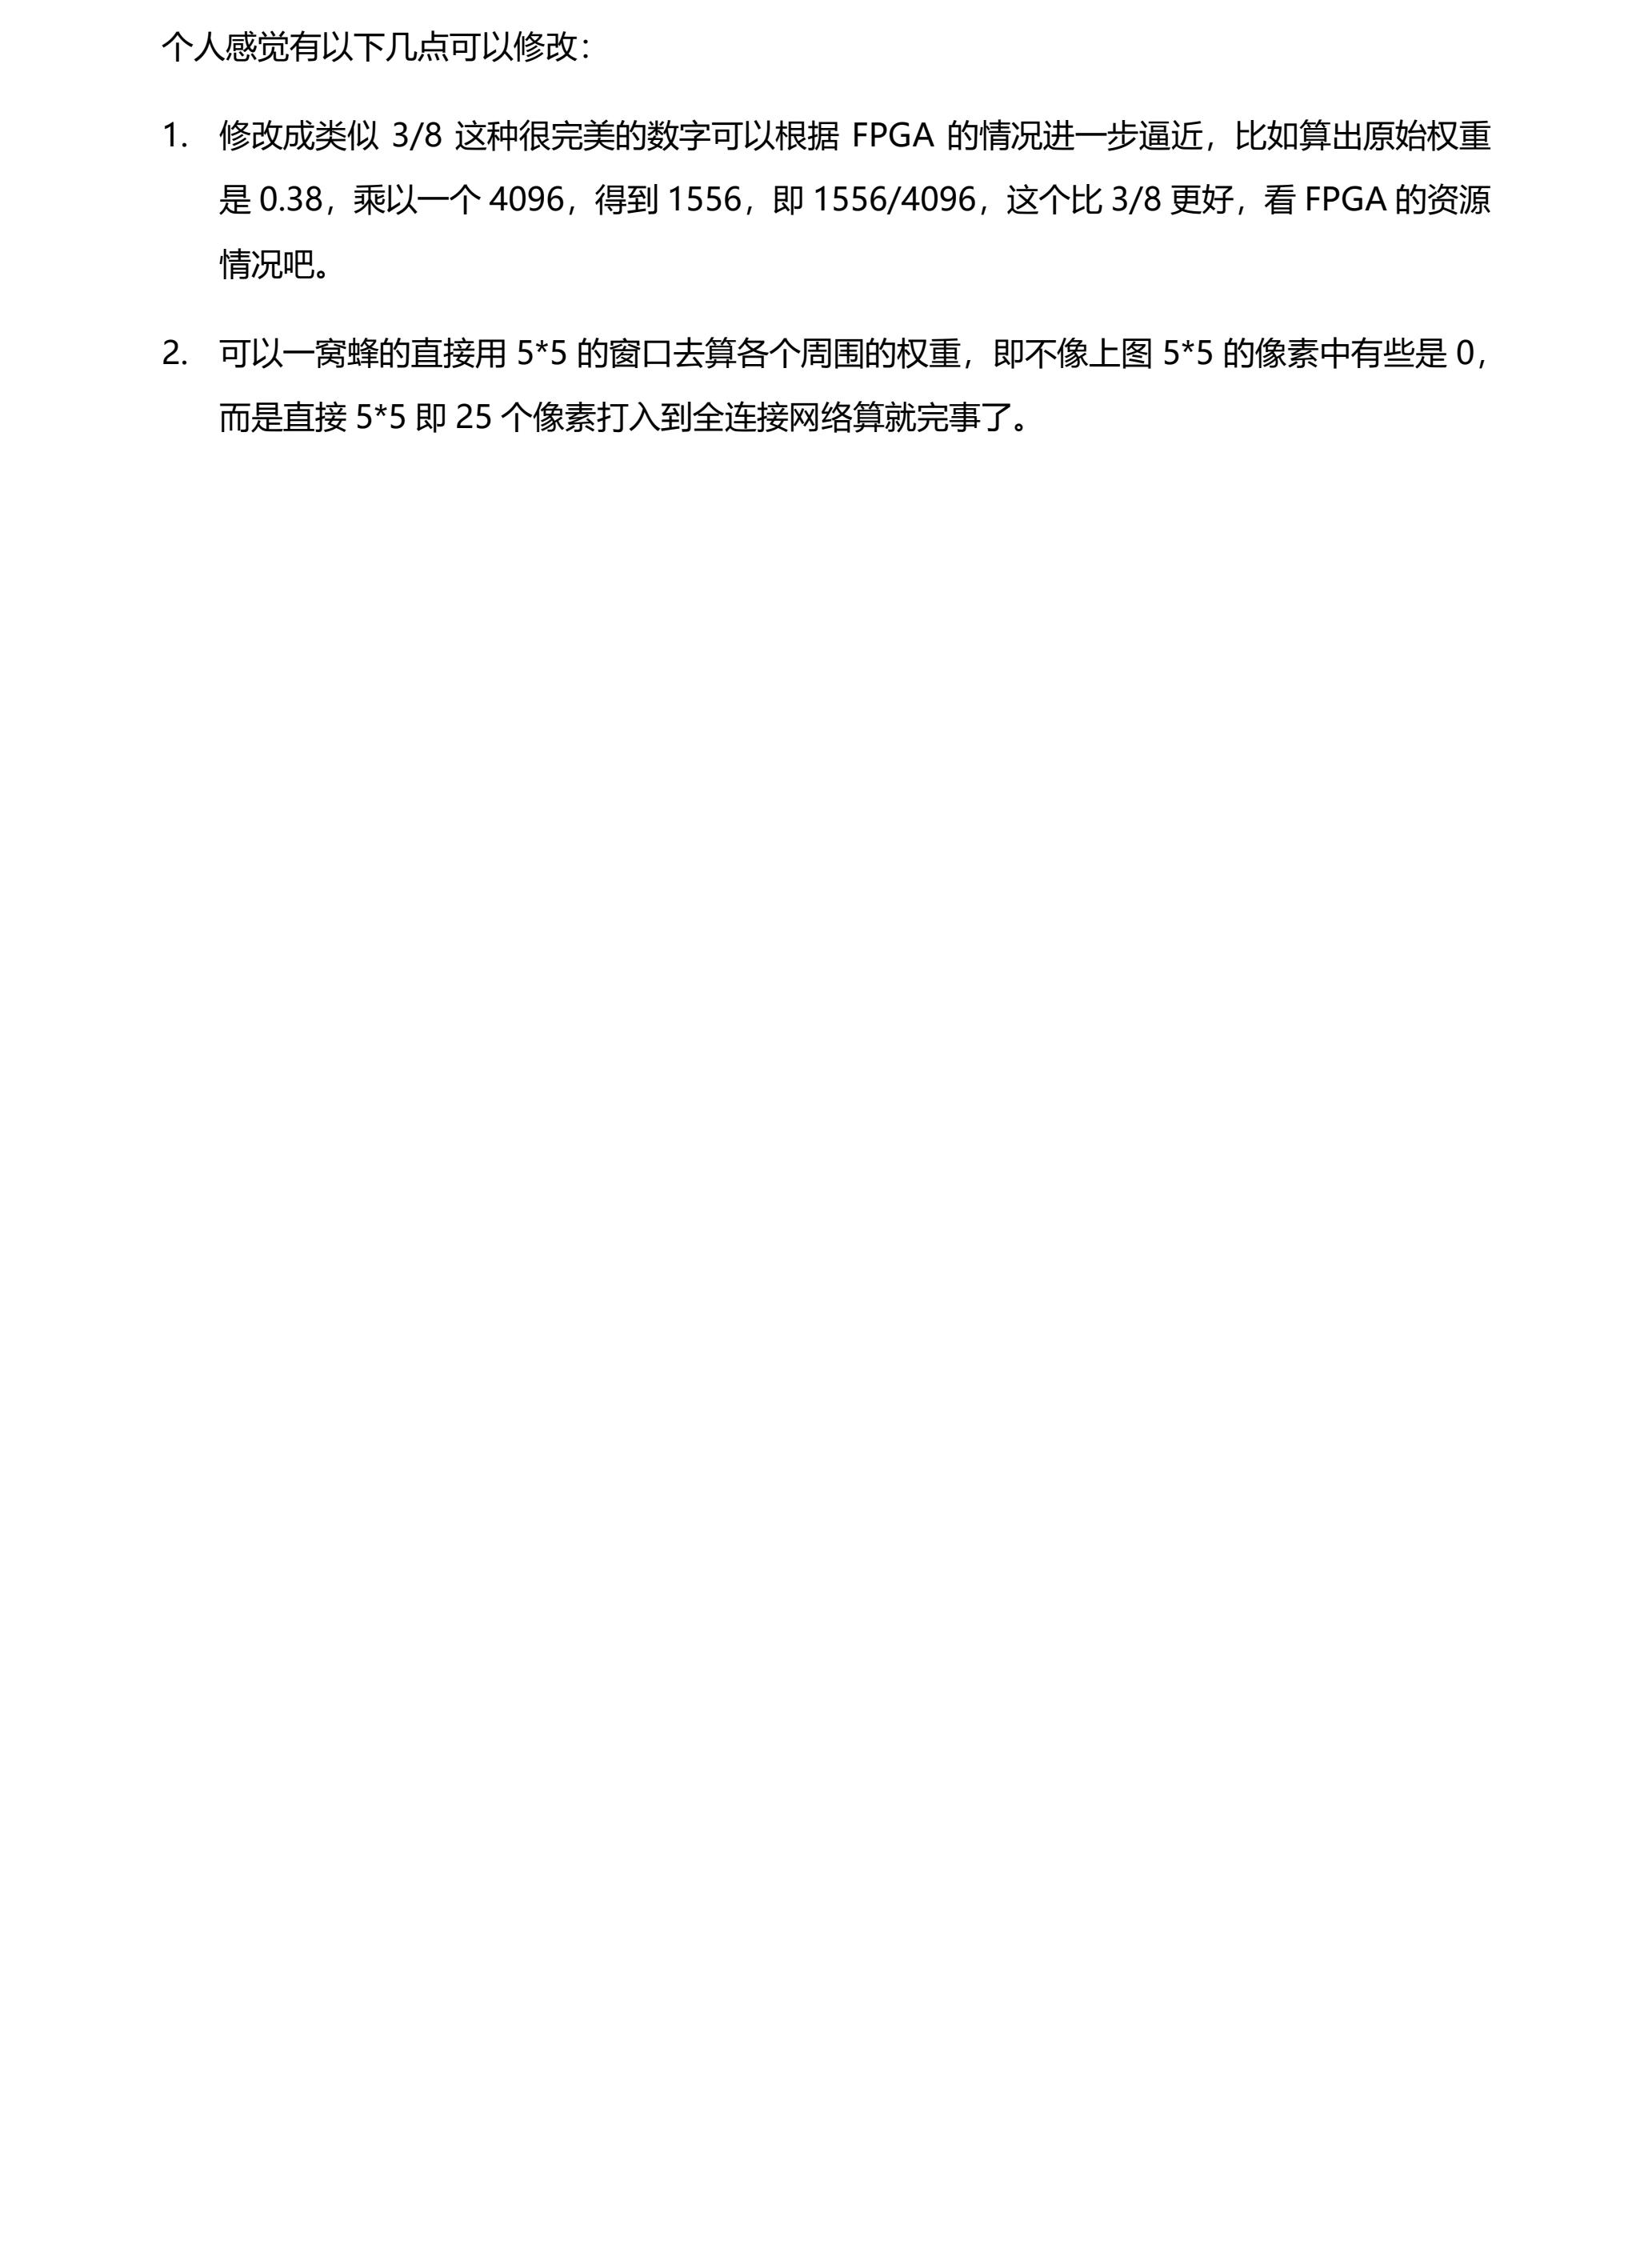 个人感觉有以下几点可以修改：
1. 修改成类似 3/8 这种很完美的数字可以根据 FPGA 的情况进一步逼近，比如算出原始权重
是 0.38，乘以一个 4096，得到 1556，即 1556/4096，这个比 3/8 更好，看 FPGA 的资源
情况吧。
2. 可以一窝蜂的直接用 5*5 的窗口去算各个周围的权重，即不像上图 5*5 的像素中有些是 0，
而是直接 5*5 即 25 个像素打入到全连接网络算就完事了。